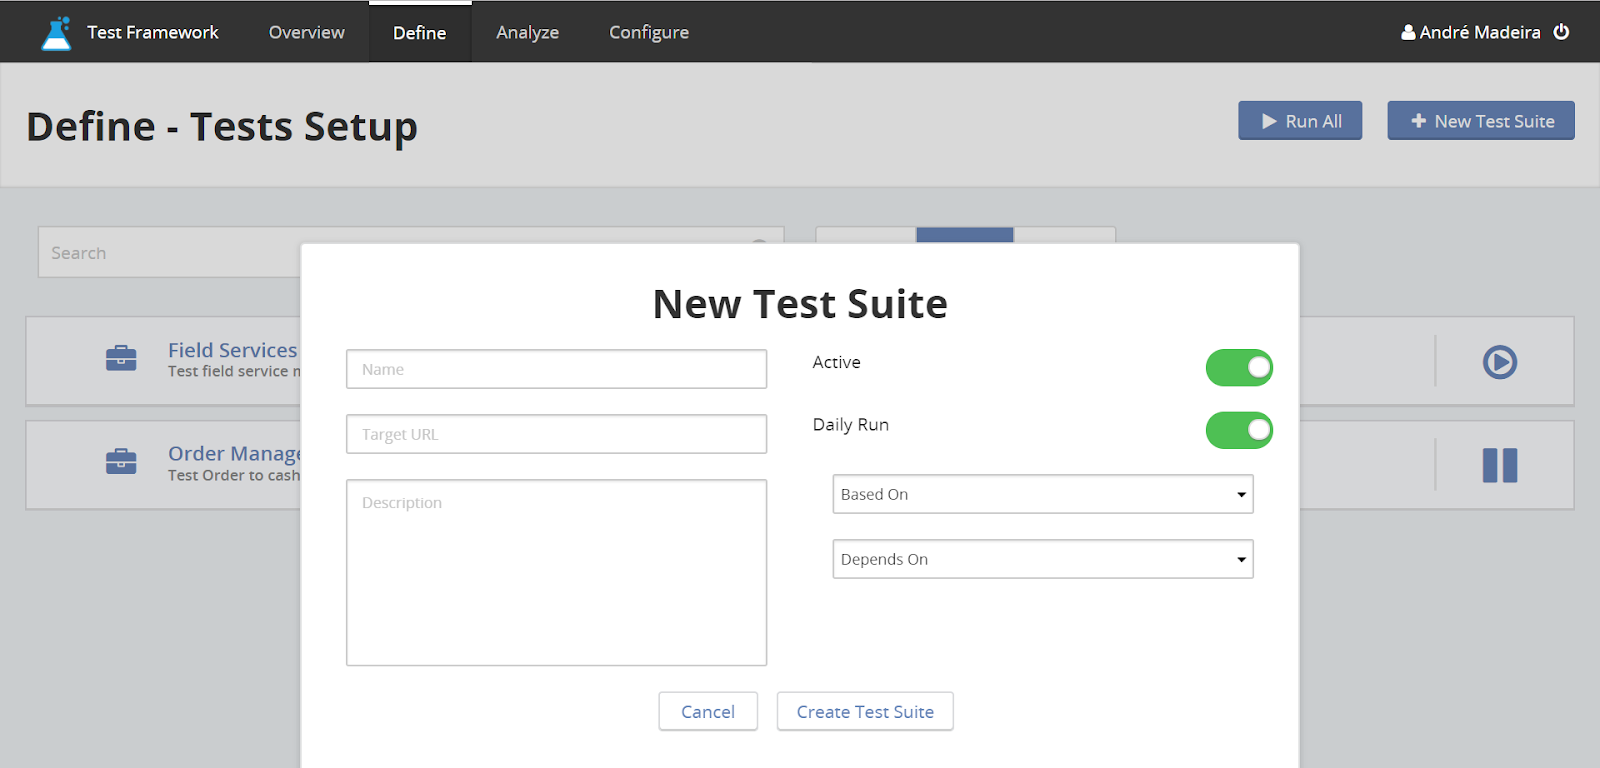 Test Framework Overview Define Analyze Configure André Madeira
Define - Tests Setup
Run All
New Test Suite
Search
New Test Suite
Field Services
Test field service
Order
Test Order to cash
Name
Target URL
Description
Active
Daily Run
Based On
Depends On
Cancel
Create Test Suite